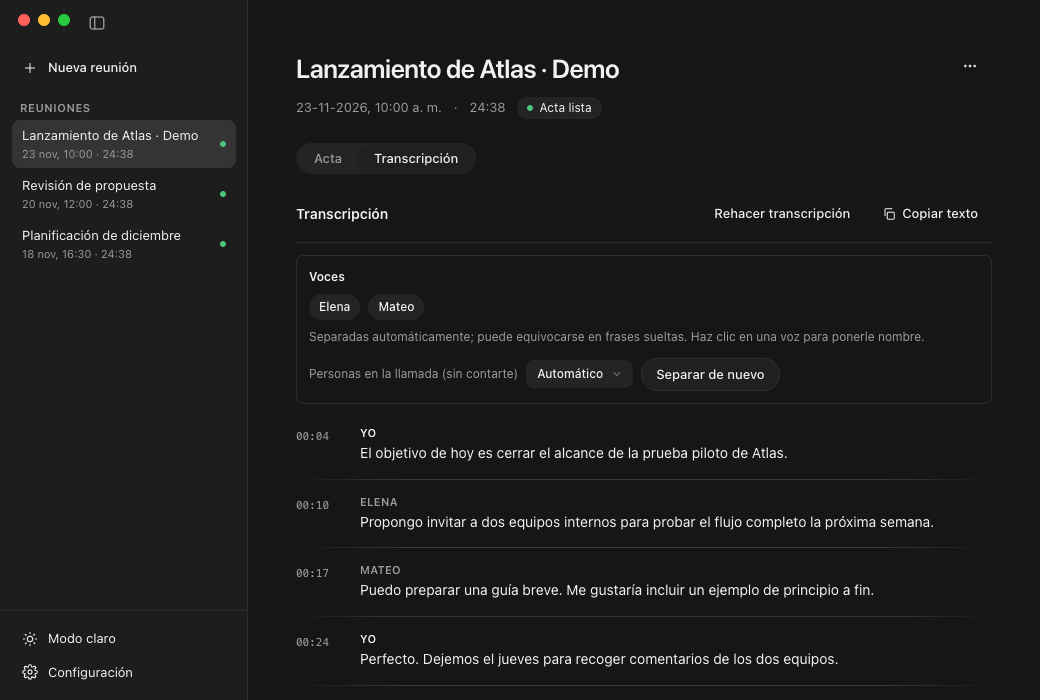 Nueva reunión
REUNIONES
Lanzamiento de Atlas · Demo
23 nov, 10:00 · 24:38
Revisión de propuesta
20 nov, 12:00 · 24:38
Planificación de diciembre
18 nov, 16:30 · 24:38
Modo claro
Configuración
Lanzamiento de Atlas · Demo
23-11-2026, 10:00 a. m. · 24:38 Acta lista
Acta Transcripción
Transcripción Rehacer transcripción Copiar texto
Voces
Elena Mateo
Separadas automáticamente; puede equivocarse en frases sueltas. Haz clic en una voz para ponerle nombre.
Personas en la llamada (sin contarte) Automático Separar de nuevo
00:04 YO
El objetivo de hoy es cerrar el alcance de la prueba piloto de Atlas.
00:10 ELENA
Propongo invitar a dos equipos internos para probar el flujo completo la próxima semana.
00:17 MATEO
Puedo preparar una guía breve. Me gustaría incluir un ejemplo de principio a fin.
00:24 YO
Perfecto. Dejemos el jueves para recoger comentarios de los dos equipos.